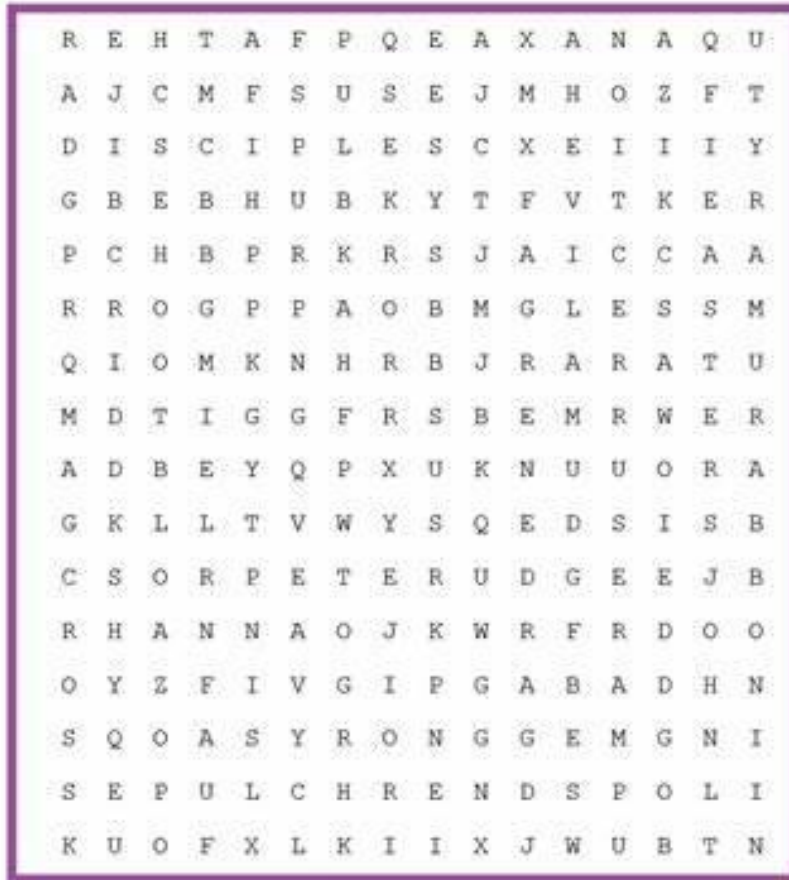 R E H T A F P Q E A X A N A Q U
A J C M F S U S E J M H O Z F T
D I S C I P L E S C X E I I I Y
G B E B H U B K Y T F V T K E R
P C H B P R K R S J A I C C A A
R R O G P P A O B M G L E S S M
Q I O M K N H R B J R A R A T U
M D T I G G F R S B E M R W E R
A D B E Y Q P X U K N U U O R A
G K L L T V W Y S Q E D S I S B
C S O R P E T E R U D G E E J B
R H A N N A O J K W R F R D O O
O Y Z F I V G I P G A B A D H N
S Q O A S Y R O N G G E M G N I
S E P U L C H R E N D S P O L I
K U O F X L K I I X J W U B T N